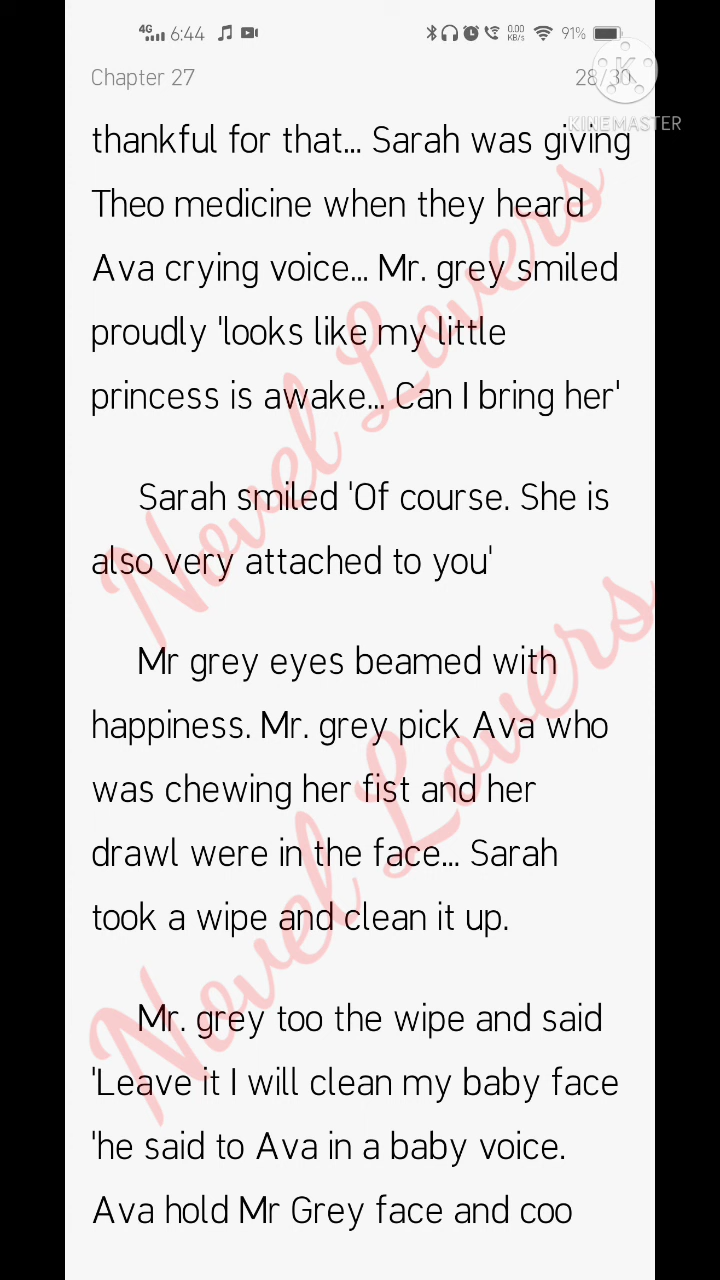 4G 6:44 0.00 KB/s 91%
Chapter 27 28/30
KINEMASTER
thankful for that... Sarah was giving
Theo medicine when they heard
Ava crying voice... Mr. grey smiled
proudly 'looks like my little
princess is awake... Can I bring her'
Sarah smiled 'Of course. She is
also very attached to you'
Mr grey eyes beamed with
happiness. Mr. grey pick Ava who
was chewing her fist and her
drawl were in the face... Sarah
took a wipe and clean it up.
Mr. grey too the wipe and said
'Leave it I will clean my baby face
'he said to Ava in a baby voice.
Ava hold Mr Grey face and coo
Novel Lovers
Novel Lovers